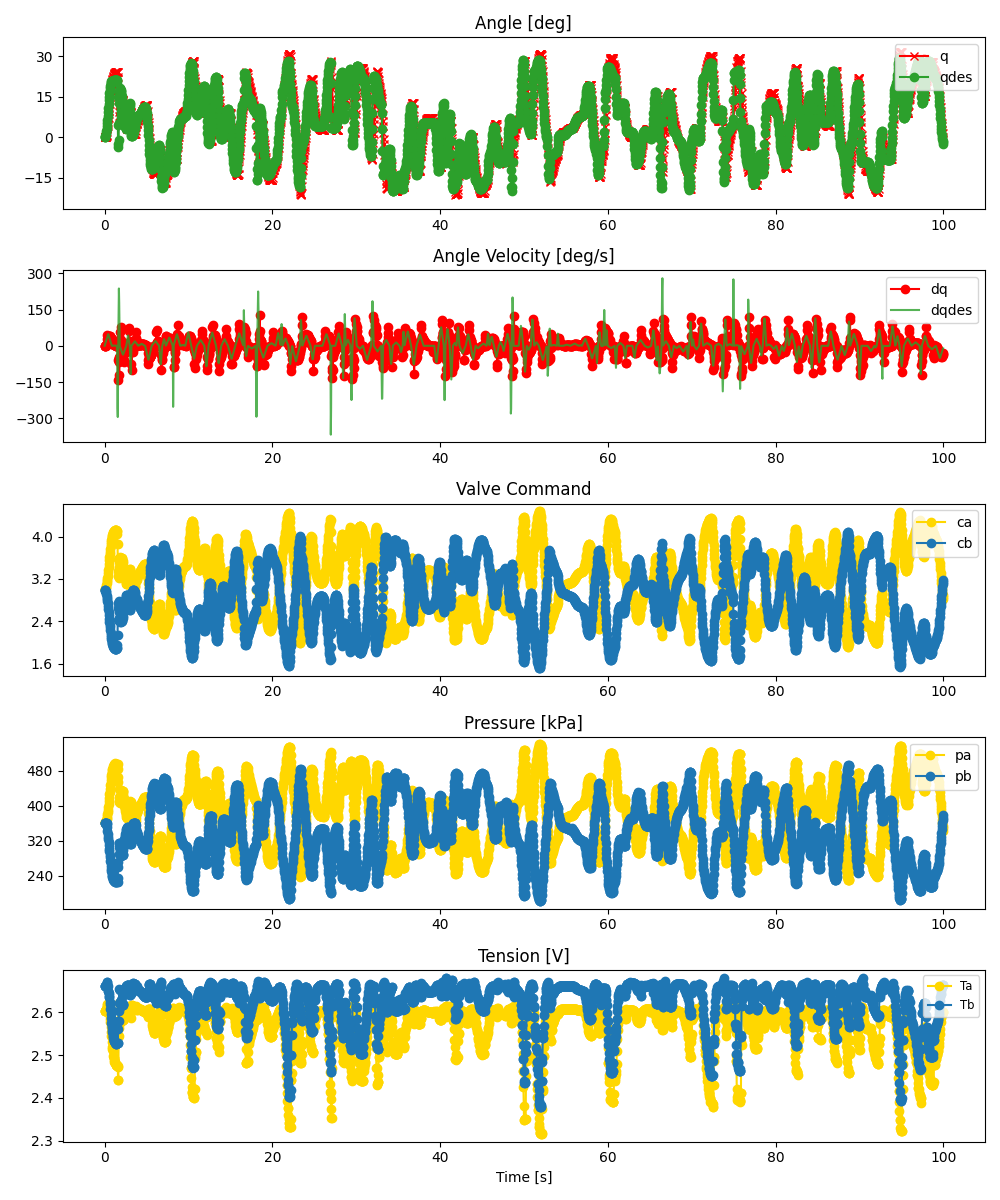 Angle [deg]
30
15
0
−15
q
qdes
0 20 40 60 80 100
Angle Velocity [deg/s]
300
150
0
−150
−300
dq
dqdes
0 20 40 60 80 100
Valve Command
4.0
3.2
2.4
1.6
ca
cb
0 20 40 60 80 100
Pressure [kPa]
480
400
320
240
pa
pb
0 20 40 60 80 100
Tension [V]
2.6
2.5
2.4
2.3
Ta
Tb
0 20 40 60 80 100
Time [s]